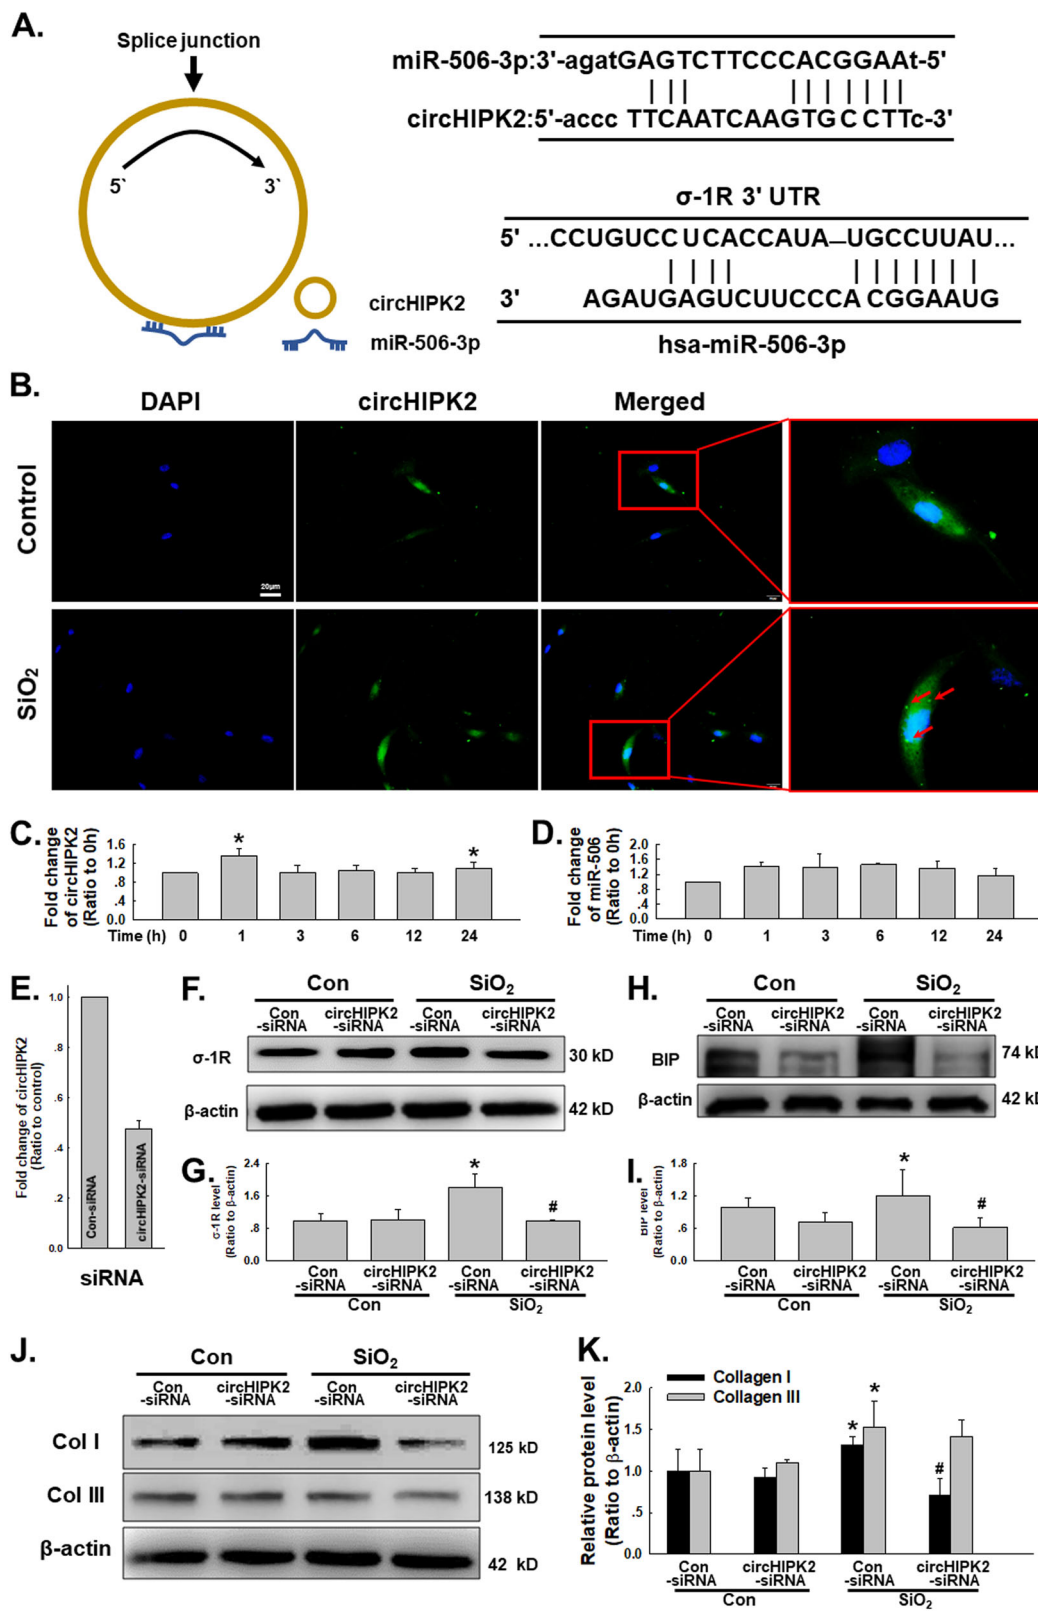 A.
Splice junction
5` 3`
circHIPK2
miR-506-3p
miR-506-3p:3'-agatGAGTCTTCCCACGGAAt-5'
circHIPK2:5'-accc TTCAATCAAGTGCCTTc-3'
σ-1R 3' UTR
5' ...CCUGUCCUCACCAUA–UGCCUUAU...
3' AGAUGAGUCUUCCCA CGGAAUG
hsa-miR-506-3p
B.
DAPI circHIPK2 Merged
Control
20μm
SiO₂
C.
Fold change
of circHIPK2
(Ratio to 0h)
1.6
1.2
.8
.4
0.0
* *
Time (h) 0 1 3 6 12 24
D.
Fold change
of miR-506
(Ratio to 0h)
2.0
1.6
1.2
.8
.4
0.0
Time (h) 0 1 3 6 12 24
E.
Fold change of circHIPK2
(Ratio to control)
1.0
.8
.6
.4
.2
0.0
Con-siRNA
circHIPK2-siRNA
siRNA
F.
Con SiO₂
Con circHIPK2 Con circHIPK2
-siRNA -siRNA -siRNA -siRNA
σ-1R 30 kD
β-actin 42 kD
G.
σ-1R level
(Ratio to β-actin)
2.4
1.6
.8
0.0
* #
Con circHIPK2 Con circHIPK2
-siRNA -siRNA -siRNA -siRNA
Con SiO₂
H.
Con SiO₂
Con circHIPK2 Con circHIPK2
-siRNA -siRNA -siRNA -siRNA
BIP 74 kD
β-actin 42 kD
I.
BIP level
(Ratio to β-actin)
1.8
1.2
.6
0.0
* #
Con circHIPK2 Con circHIPK2
-siRNA -siRNA -siRNA -siRNA
Con SiO₂
J.
Con SiO₂
Con circHIPK2 Con circHIPK2
-siRNA -siRNA -siRNA -siRNA
Col I 125 kD
Col III 138 kD
β-actin 42 kD
K.
Collagen I
Collagen III
Relative protein level
(Ratio to β-actin)
2.0
1.5
1.0
.5
0.0
* * #
Con circHIPK2 Con circHIPK2
-siRNA -siRNA -siRNA -siRNA
Con SiO₂